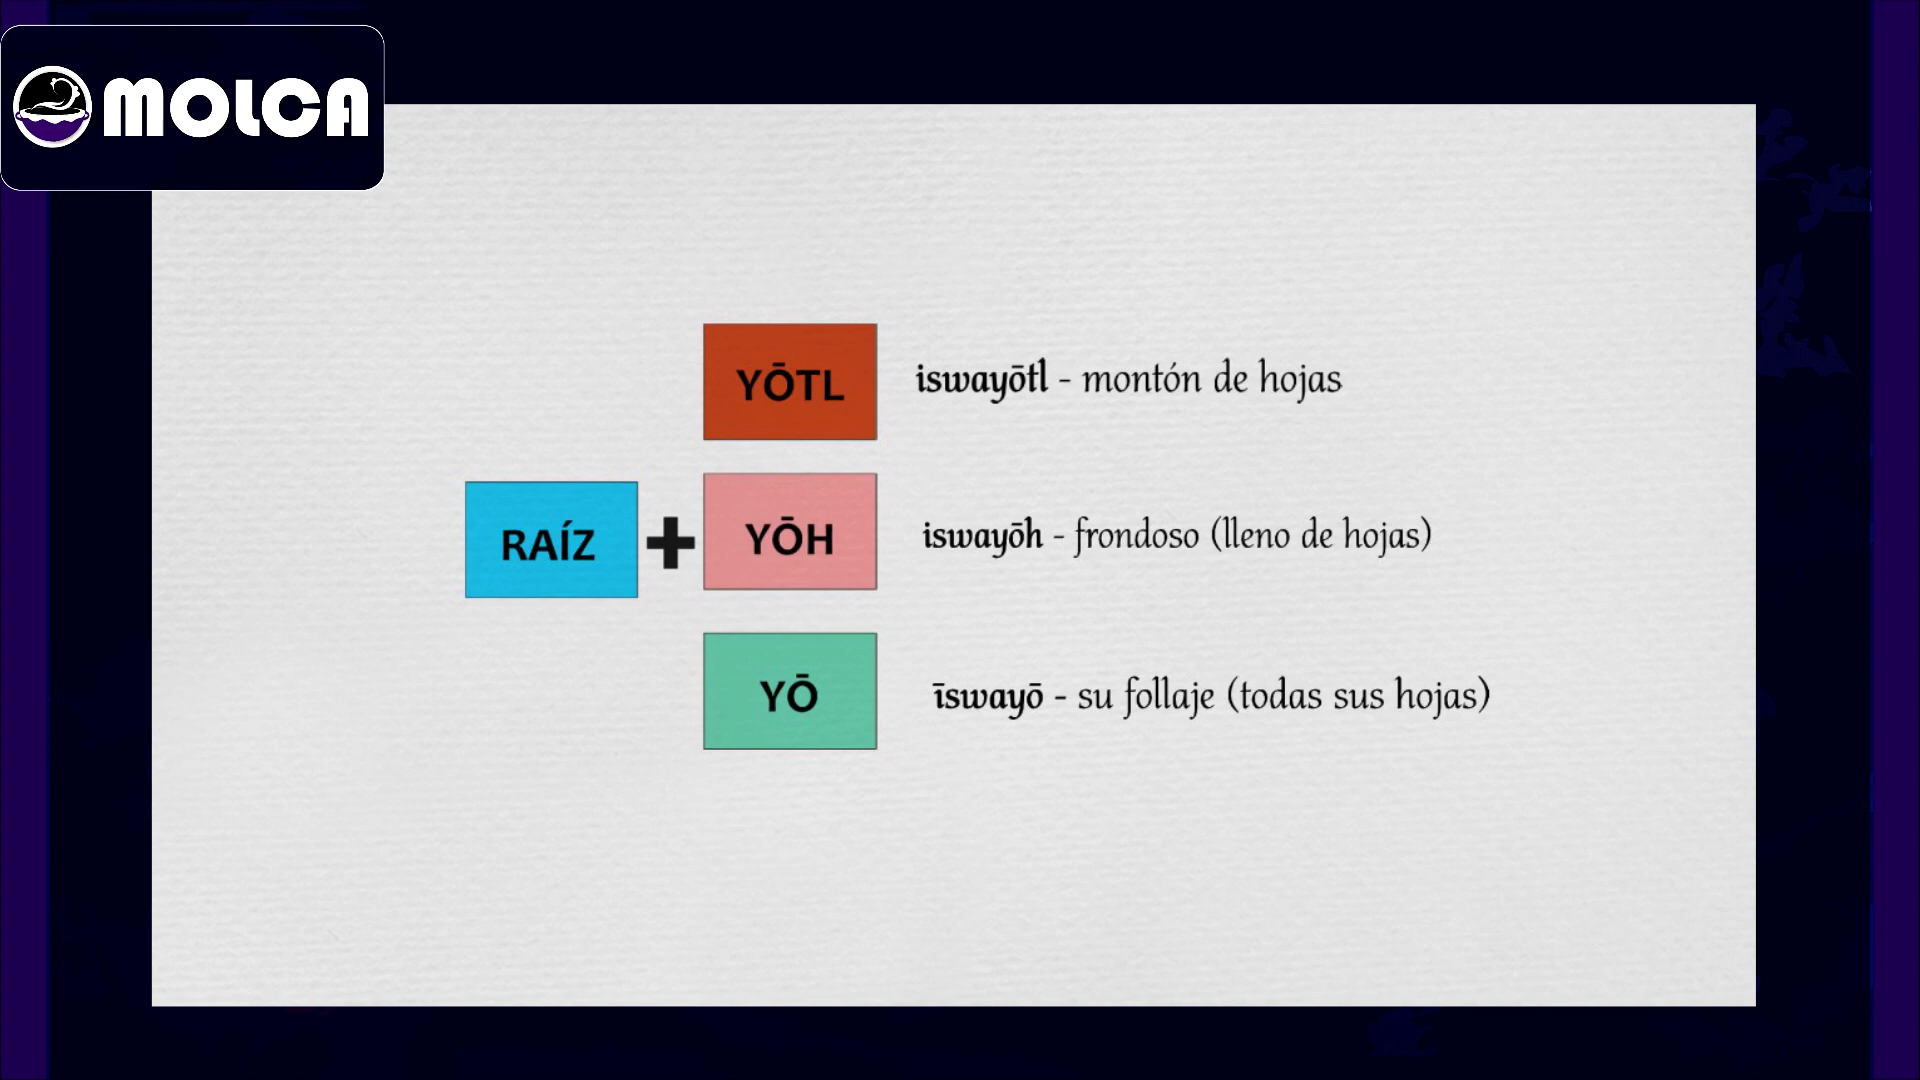 MOLCA
YŌTL
iswayōtl - montón de hojas
RAÍZ + YŌH
iswayōh - frondoso (lleno de hojas)
YŌ
īswayō - su follaje (todas sus hojas)